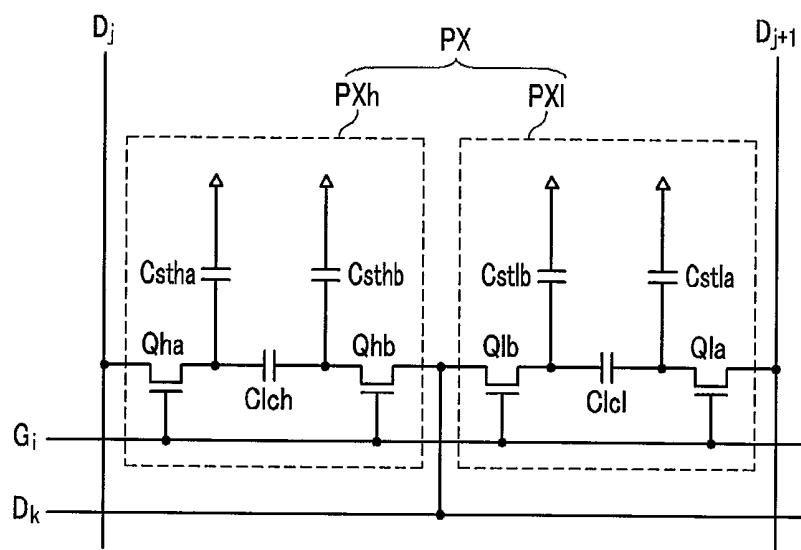 Dj PX Dj+1
PXh PXl
Cstha Csthb Cstlb Cstla
Qha Qhb Qlb Qla
Clch Clcl
Gi
Dk